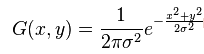 G(x, y) = \frac{1}{2\pi\sigma^2} e^{-\frac{x^2+y^2}{2\sigma^2}}